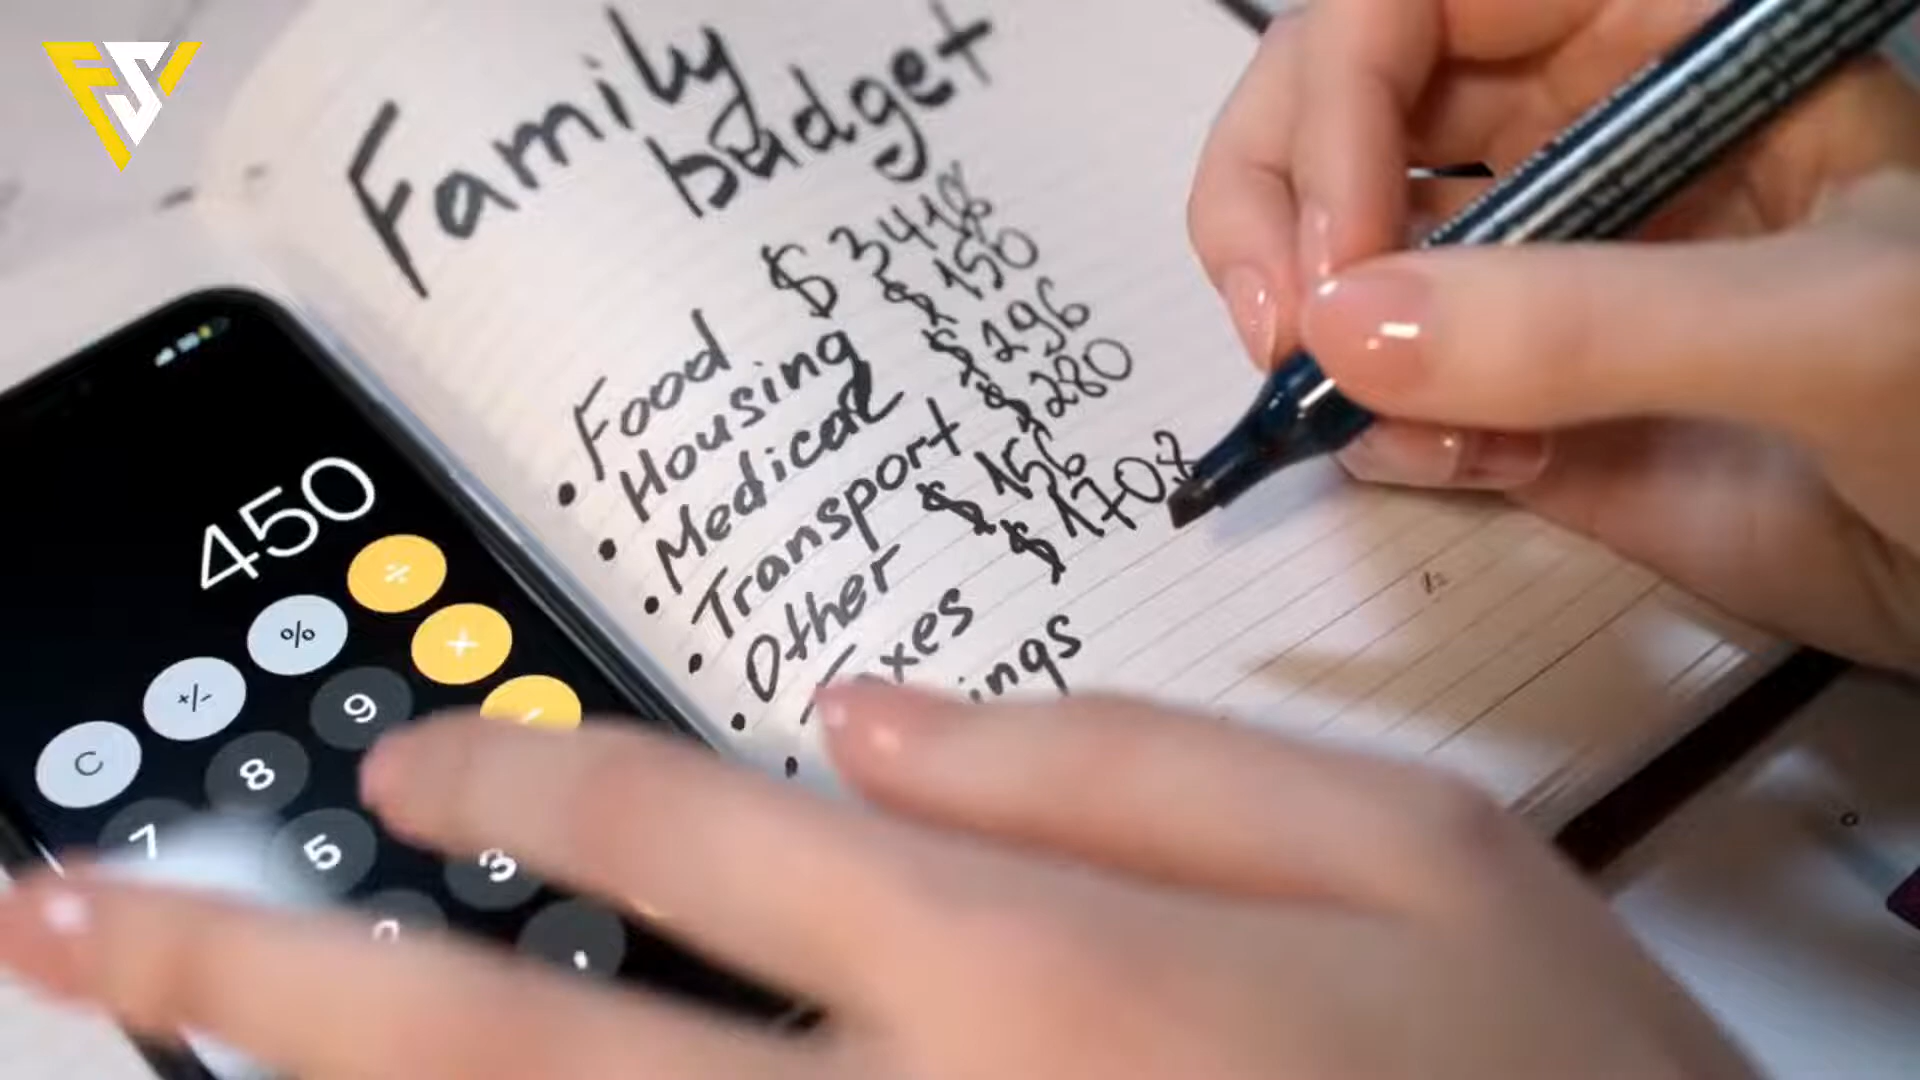 FSV
Family
budget
Food $ 3418
Housing $ 150
Medical $ 296
Transport $ 280
Other $ 156
$ 1708
450
÷
% +
+/-
C 8 9
7 5 3